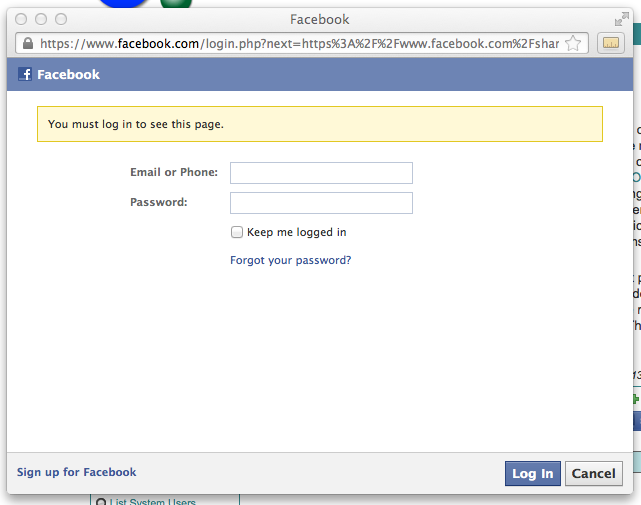 Facebook
https://www.facebook.com/login.php?next=https%3A%2F%2Fwww.facebook.com%2Fshar
Facebook
You must log in to see this page.
Email or Phone:
Password:
Keep me logged in
Forgot your password?
Sign up for Facebook
Log In
Cancel
List System Users